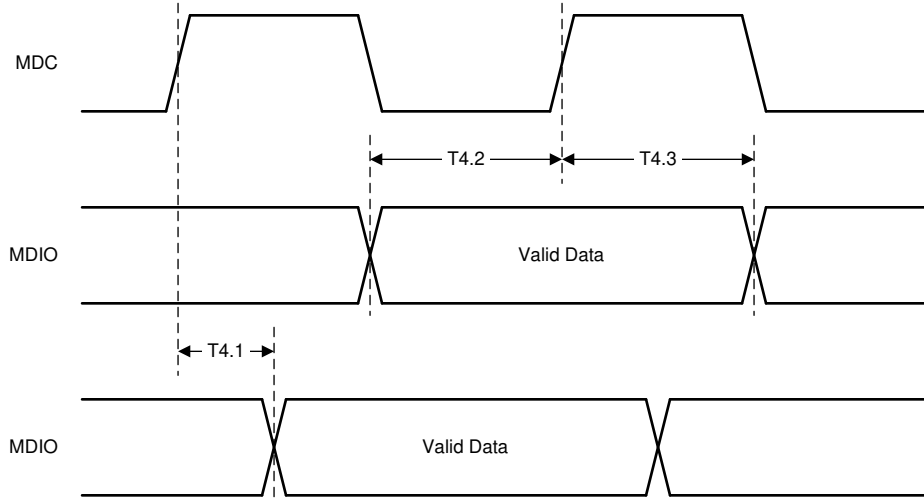 MDC
T4.2
T4.3
MDIO
Valid Data
T4.1
MDIO
Valid Data